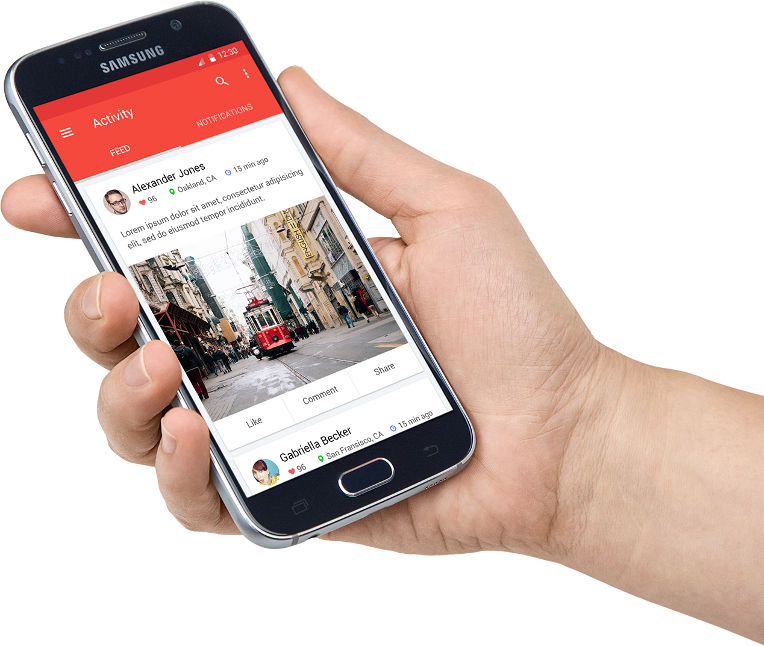 SAMSUNG
12:30
Activity
FEED
NOTIFICATIONS
Alexander Jones
96
Oakland, CA
15 min ago
Lorem ipsum dolor sit amet, consectetur adipisicing
elit, sed do eiusmod tempor incididunt.
ENGLISH
Like
Comment
Share
Gabriella Becker
96
San Fransisco, CA
15 min ago